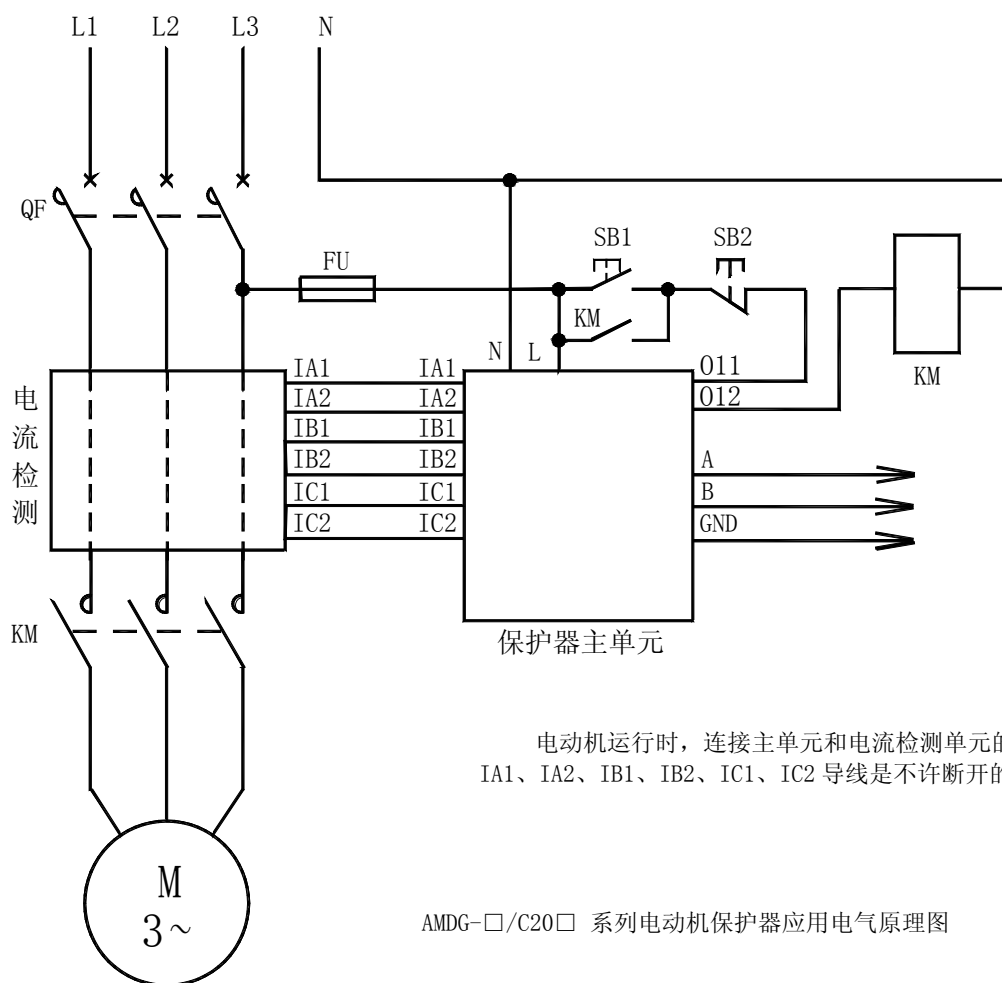 L1 L2 L3 N
QF
SB1 SB2
FU
KM
N L
KM
O11
O12
IA1 IA1
IA2 IA2
IB1 IB1
IB2 IB2
IC1 IC1
IC2 IC2
电
流
检
测
A
B
GND
KM
保护器主单元
电动机运行时，连接主单元和电流检测单元的
IA1、IA2、IB1、IB2、IC1、IC2 导线是不许断开的
M
3～
AMDG-□/C20□ 系列电动机保护器应用电气原理图